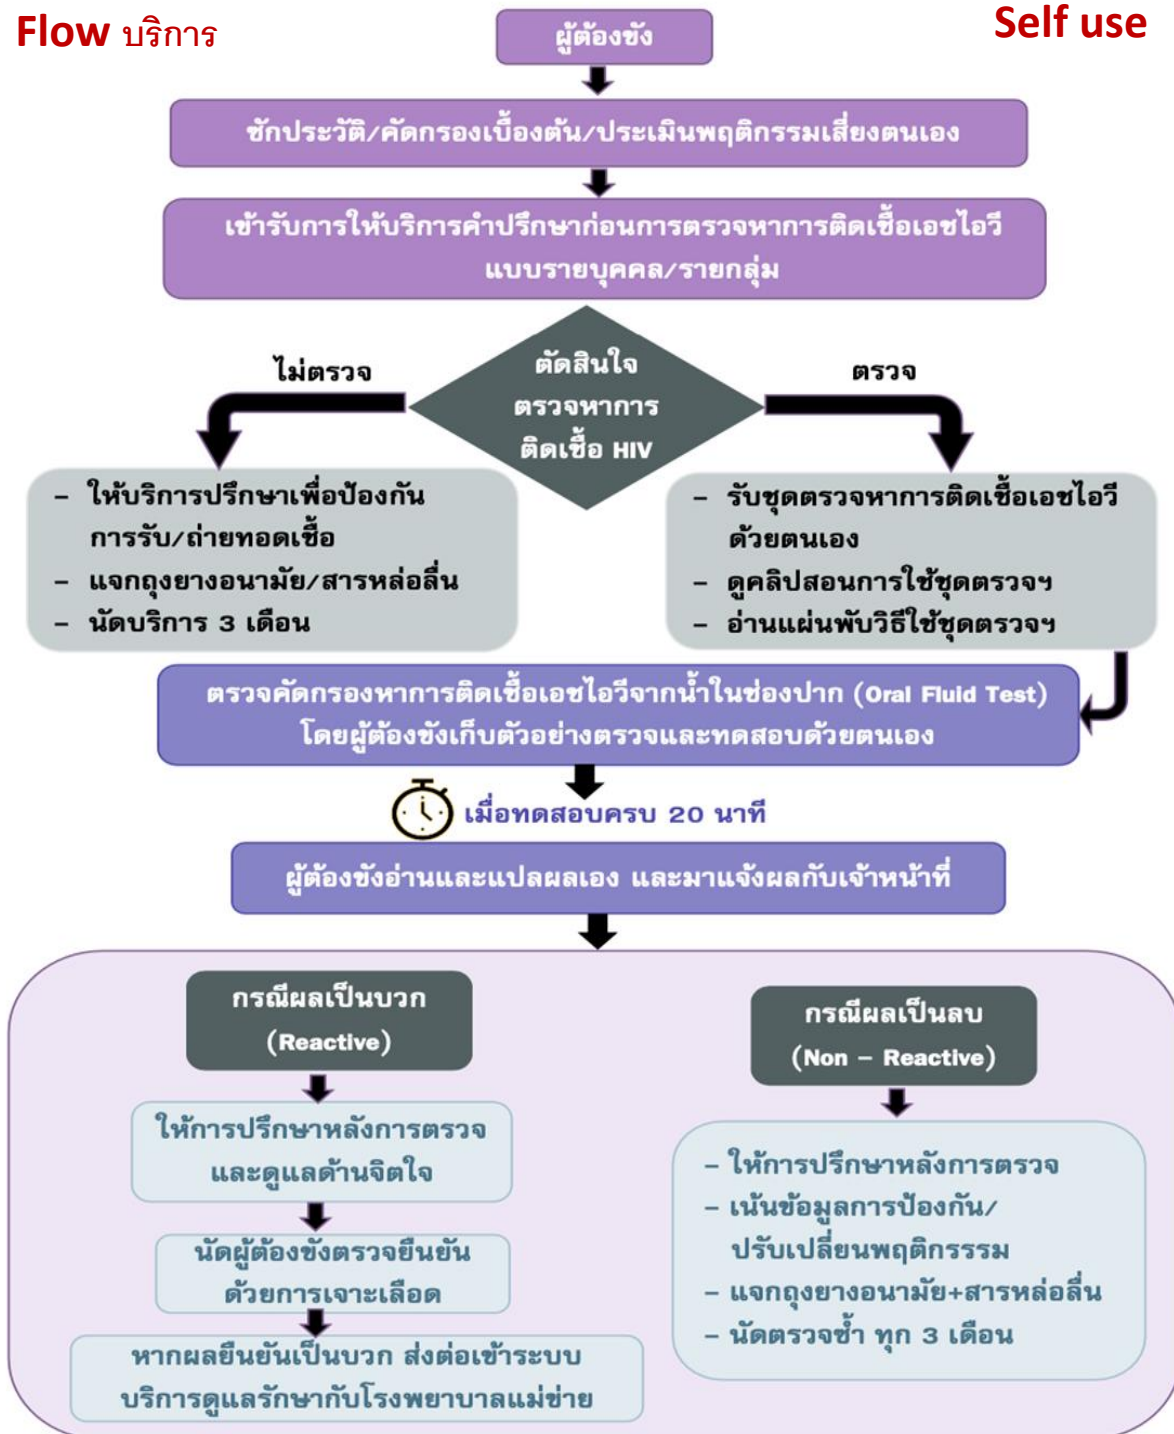 Flow บริการ
Self use
ผู้ต้องขัง
ซักประวัติ/คัดกรองเบื้องต้น/ประเมินพฤติกรรมเสี่ยงตนเอง
เข้ารับการให้บริการคำปรึกษาก่อนการตรวจหาการติดเชื้อเอชไอวี
แบบรายบุคคล/รายกลุ่ม
ตัดสินใจ
ตรวจหาการ
ติดเชื้อ HIV
ไม่ตรวจ
- ให้บริการปรึกษาเพื่อป้องกัน
การรับ/ถ่ายทอดเชื้อ
- แจกถุงยางอนามัย/สารหล่อลื่น
- นัดบริการ 3 เดือน
ตรวจ
- รับชุดตรวจหาการติดเชื้อเอชไอวี
ด้วยตนเอง
- ดูคลิปสอนการใช้ชุดตรวจฯ
- อ่านแผ่นพับวิธีใช้ชุดตรวจฯ
ตรวจคัดกรองหาการติดเชื้อเอชไอวีจากน้ำในช่องปาก (Oral Fluid Test)
โดยผู้ต้องขังเก็บตัวอย่างตรวจและทดสอบด้วยตนเอง
เมื่อทดสอบครบ 20 นาที
ผู้ต้องขังอ่านและแปลผลเอง และมาแจ้งผลกับเจ้าหน้าที่
กรณีผลเป็นบวก
(Reactive)
ให้การปรึกษาหลังการตรวจ
และดูแลด้านจิตใจ
นัดผู้ต้องขังตรวจยืนยัน
ด้วยการเจาะเลือด
หากผลยืนยันเป็นบวก ส่งต่อเข้าระบบ
บริการดูแลรักษากับโรงพยาบาลแม่ข่าย
กรณีผลเป็นลบ
(Non – Reactive)
- ให้การปรึกษาหลังการตรวจ
- เน้นข้อมูลการป้องกัน/
ปรับเปลี่ยนพฤติกรรรม
- แจกถุงยางอนามัย+สารหล่อลื่น
- นัดตรวจซ้ำ ทุก 3 เดือน